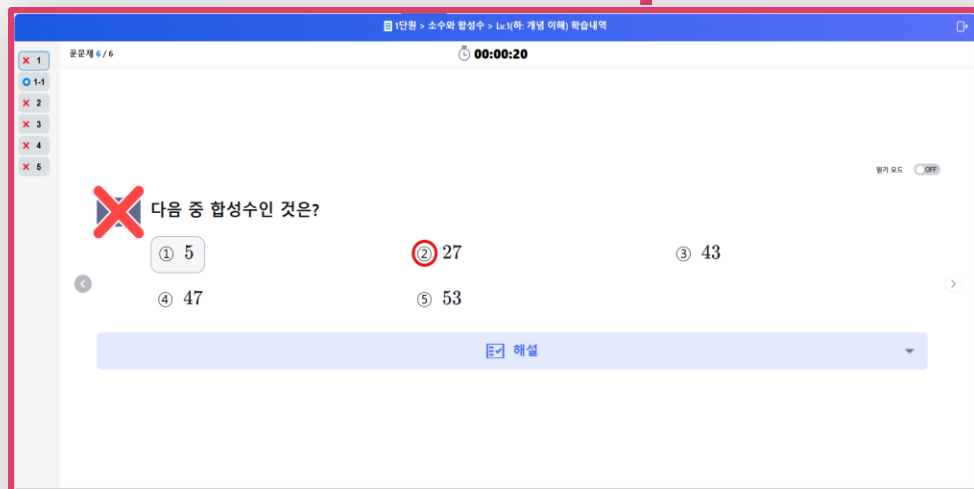 1단원 > 소수와 합성수 > Lv.1(하: 개념 이해) 학습내역
푼문제 6 / 6
00:00:20
1
1-1
2
3
4
5
필기 모드 OFF
다음 중 합성수인 것은?
① 5 ② 27 ③ 43
④ 47 ⑤ 53
해설